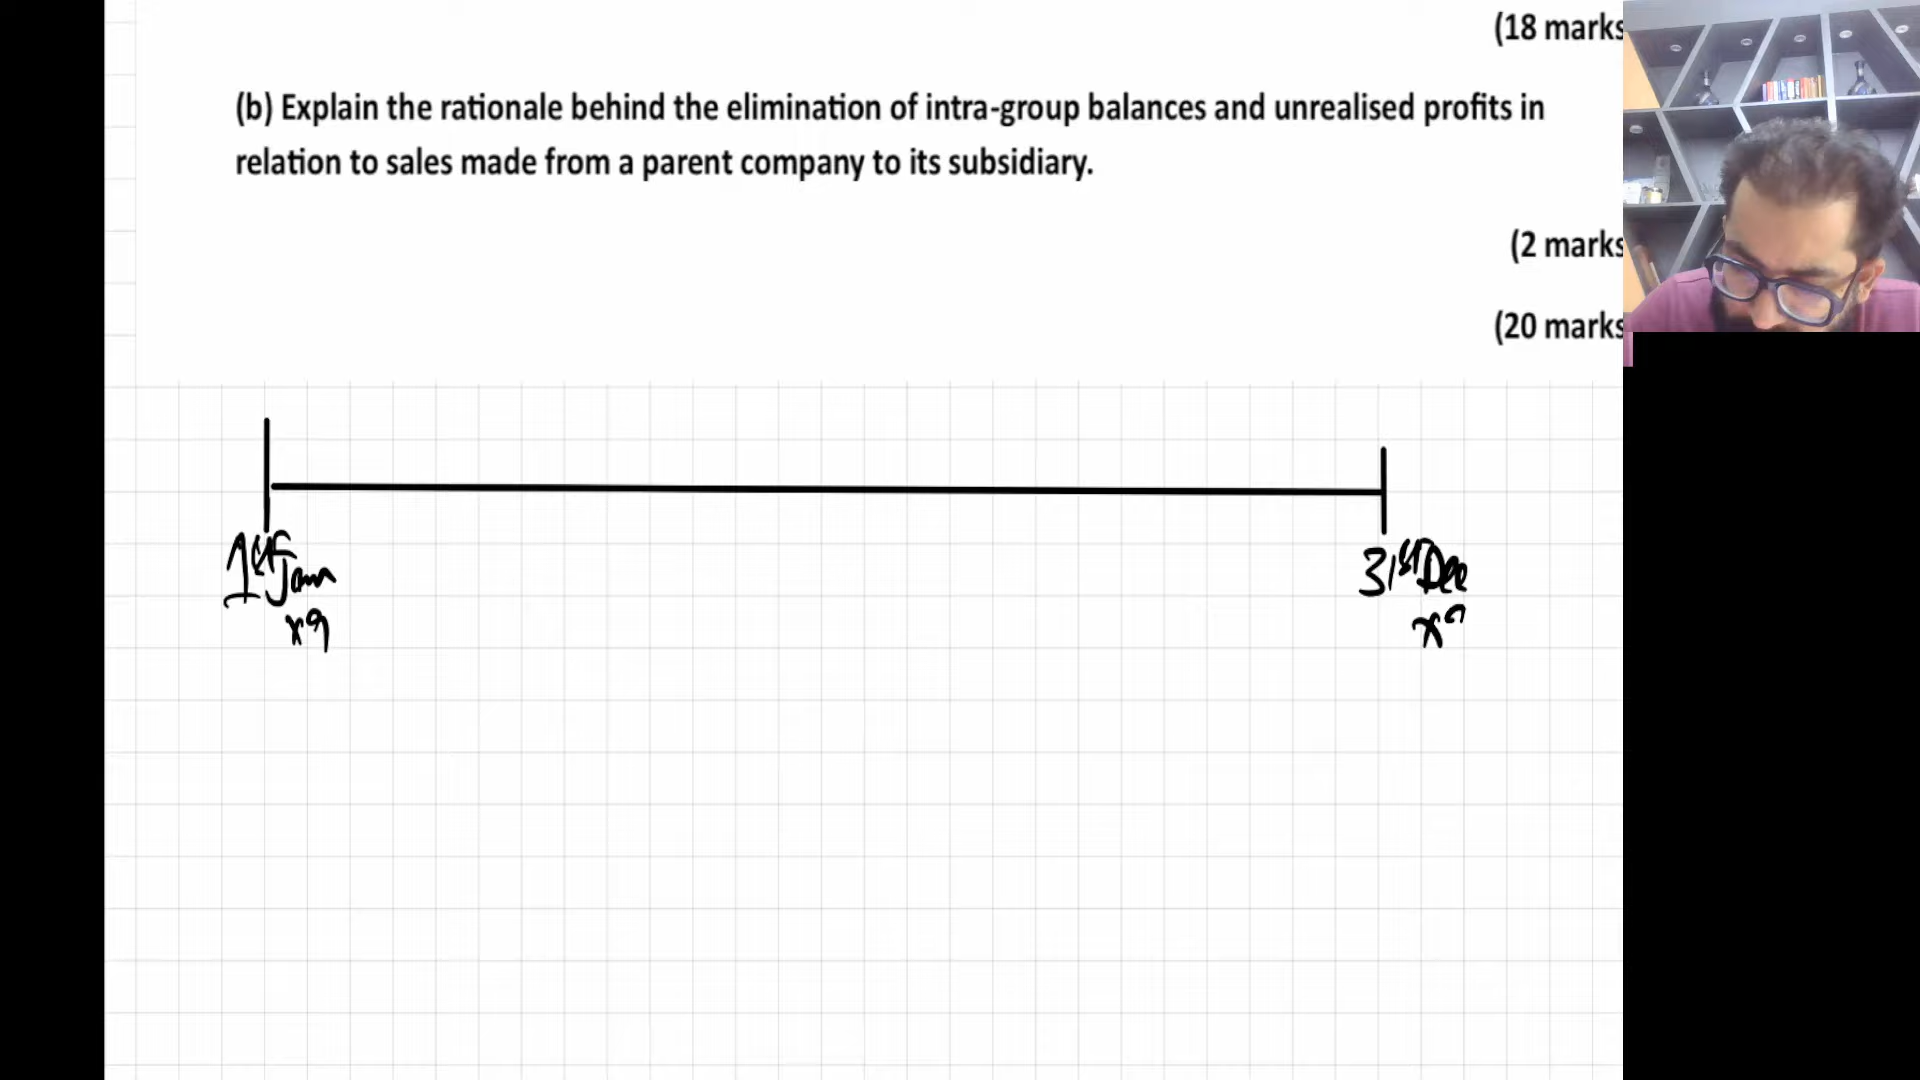 (18 marks
(b) Explain the rationale behind the elimination of intra-group balances and unrealised profits in
relation to sales made from a parent company to its subsidiary.
(2 marks
(20 marks
1st Jan
x9
31st Dec
x9